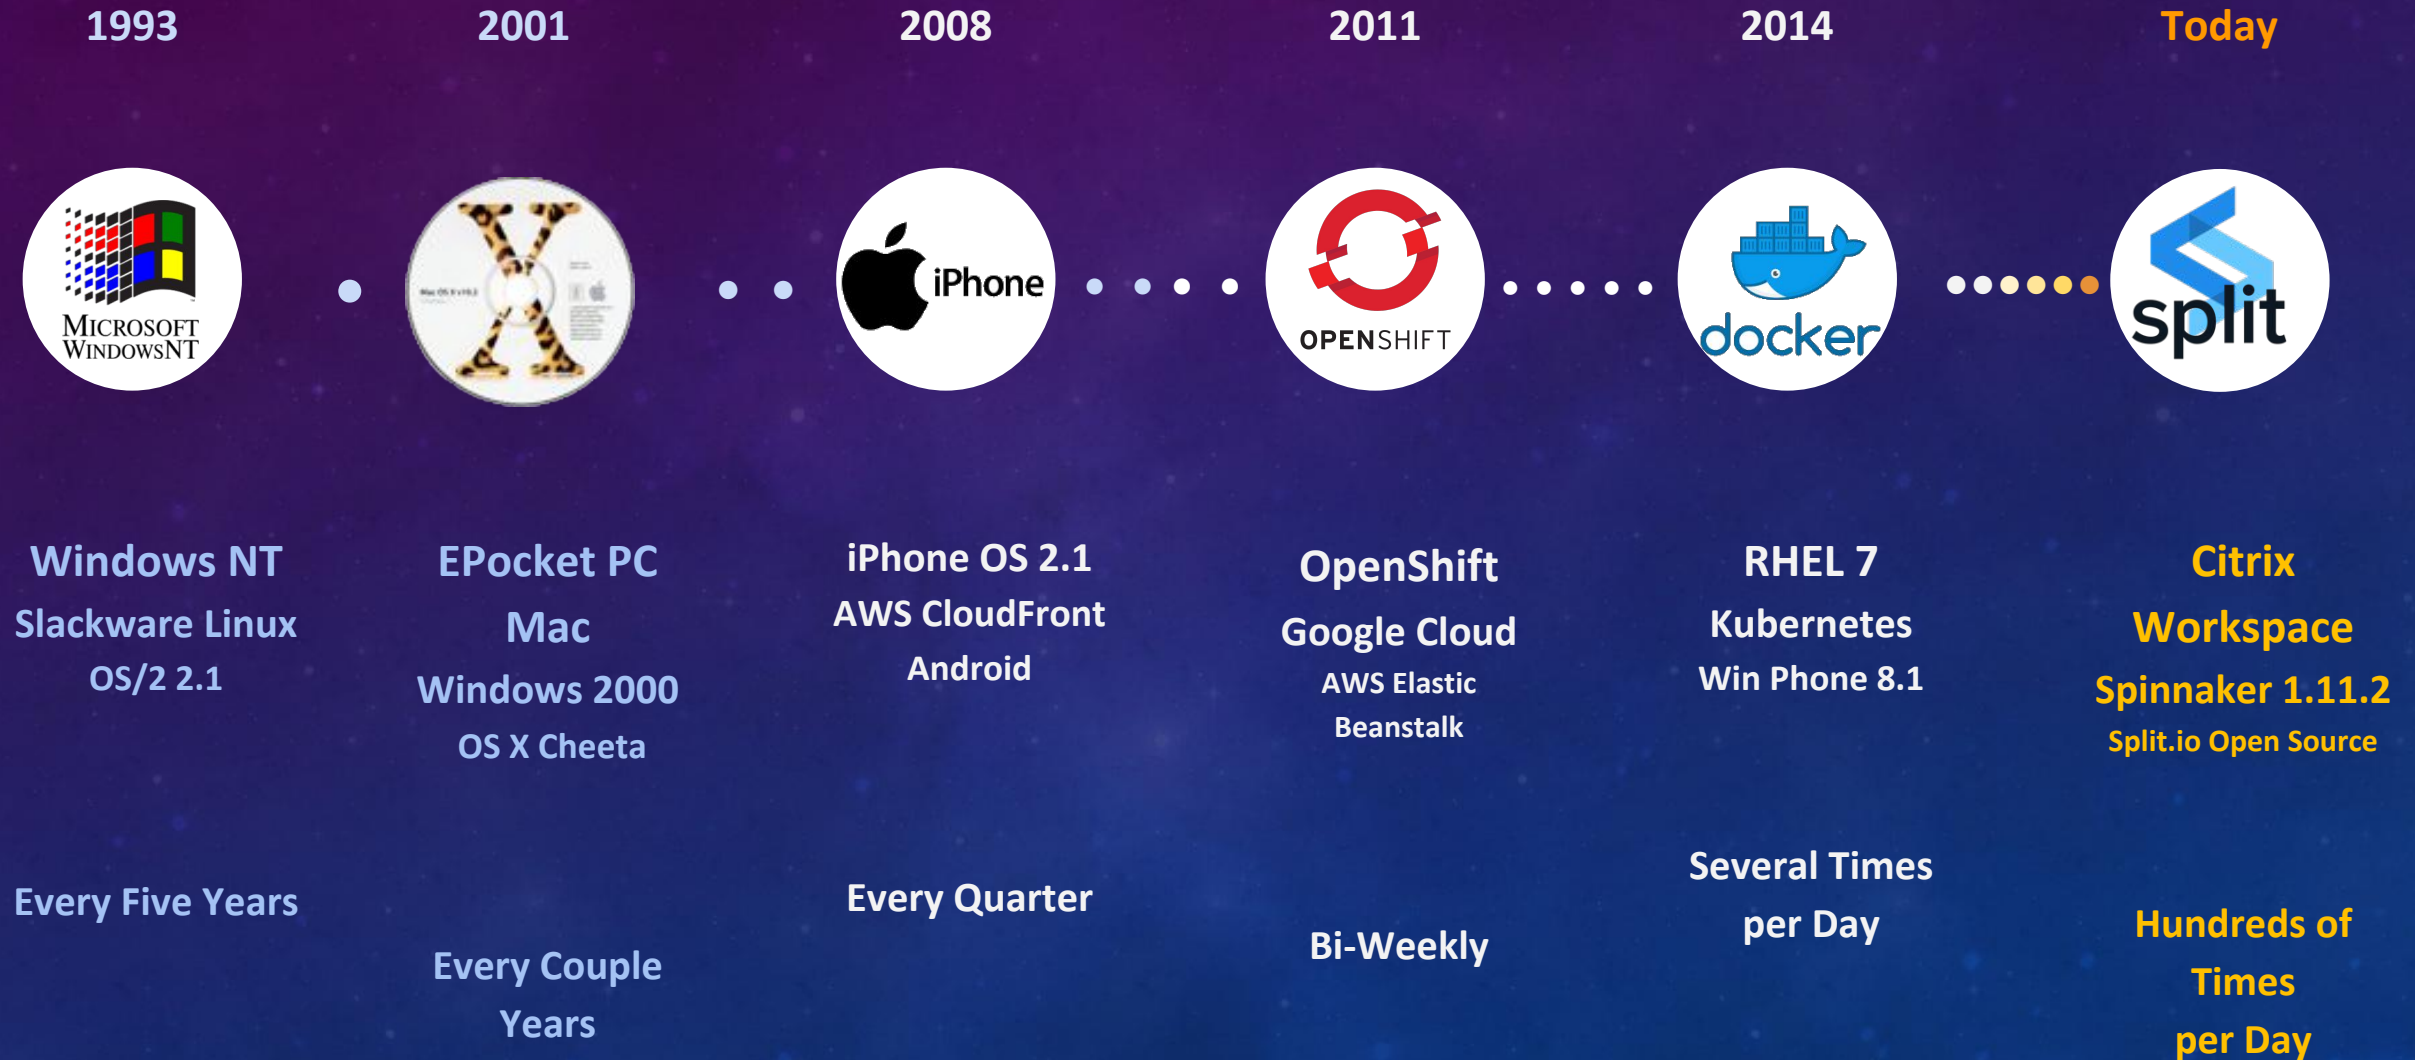 1993
2001
2008
2011
2014
Today
MICROSOFT
WINDOWSNT
Mac OS X v10.2
iPhone
OPENSHIFT
docker
split
Windows NT
Slackware Linux
OS/2 2.1
EPocket PC
Mac
Windows 2000
OS X Cheeta
iPhone OS 2.1
AWS CloudFront
Android
OpenShift
Google Cloud
AWS Elastic
Beanstalk
RHEL 7
Kubernetes
Win Phone 8.1
Citrix
Workspace
Spinnaker 1.11.2
Split.io Open Source
Every Five Years
Every Couple
Years
Every Quarter
Bi-Weekly
Several Times
per Day
Hundreds of
Times
per Day